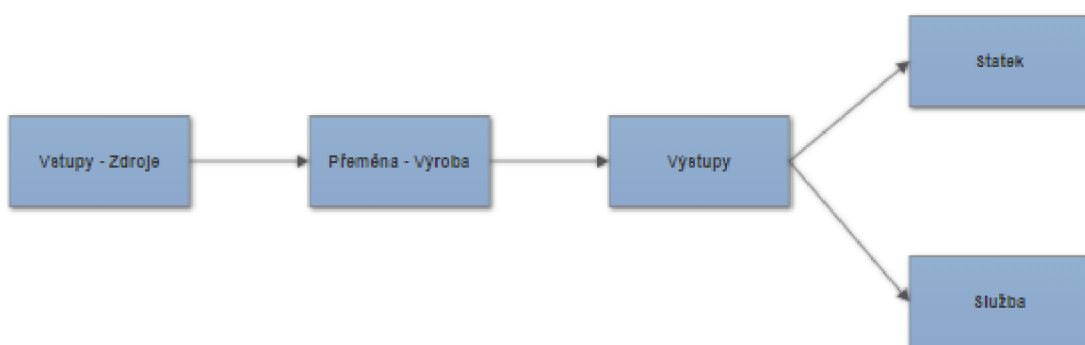 Statek
Vstupy - Zdroje
Přeměna - Výroba
Výstupy
Služba